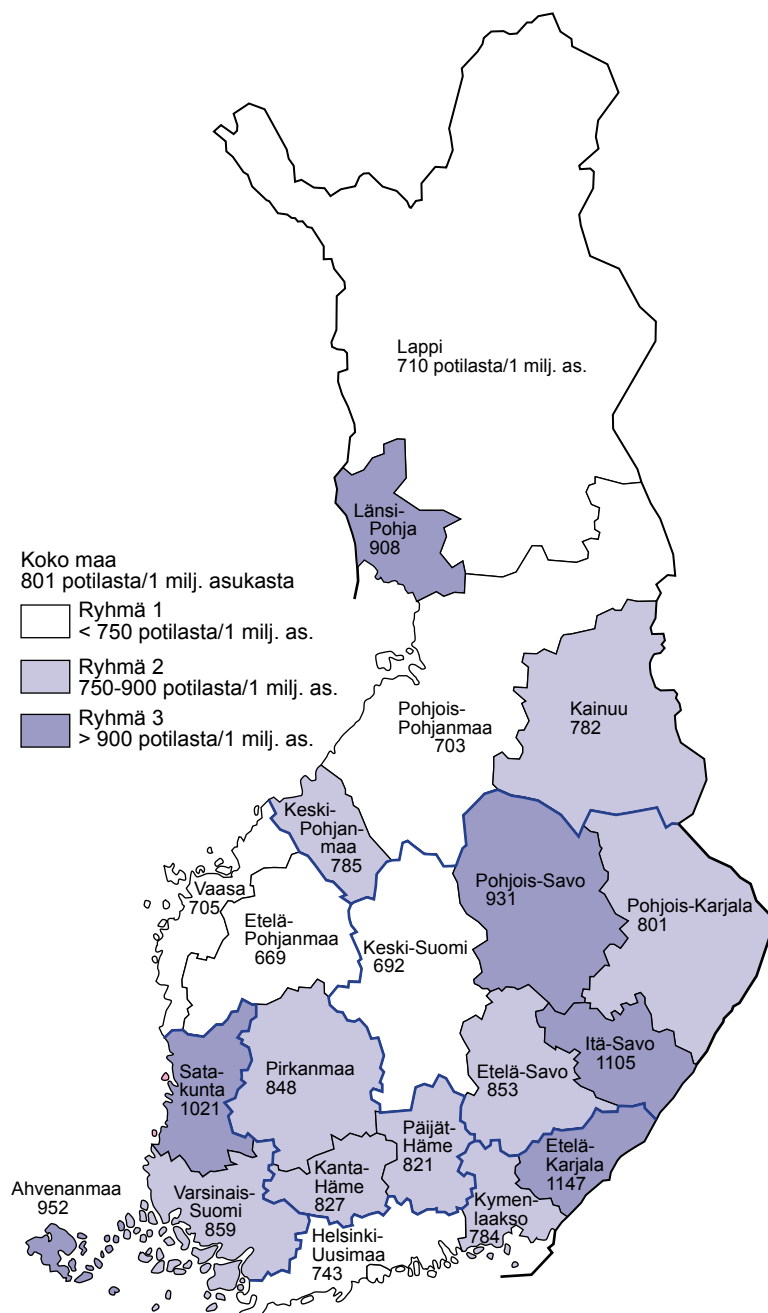 Lappi
710 potilasta/1 milj. as.
Länsi-
Pohja
908
Koko maa
801 potilasta/1 milj. asukasta
Ryhmä 1
< 750 potilasta/1 milj. as.
Ryhmä 2
750-900 potilasta/1 milj. as.
Ryhmä 3
> 900 potilasta/1 milj. as.
Pohjois-
Pohjanmaa
703
Kainuu
782
Keski-
Pohjan-
maa
785
Vaasa
705
Etelä-
Pohjanmaa
669
Keski-Suomi
692
Pohjois-Savo
931
Pohjois-Karjala
801
Sata-
kunta
1021
Pirkanmaa
848
Etelä-Savo
853
Itä-Savo
1105
Päijät-
Häme
821
Etelä-
Karjala
1147
Ahvenanmaa
952
Varsinais-
Suomi
859
Kanta-
Häme
827
Kymen-
laakso
784
Helsinki-
Uusimaa
743